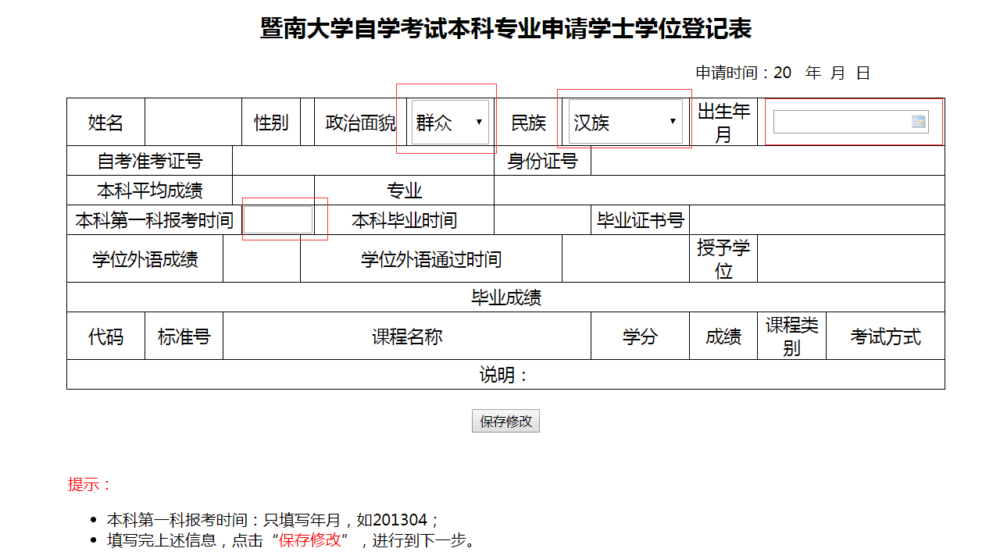 暨南大学自学考试本科专业申请学士学位登记表
申请时间：20 年 月 日
姓名 性别 政治面貌 群众 民族 汉族 出生年月
自考准考证号 身份证号
本科平均成绩 专业
本科第一科报考时间 本科毕业时间 毕业证书号
学位外语成绩 学位外语通过时间 授予学位
毕业成绩
代码 标准号 课程名称 学分 成绩 课程类别 考试方式
说明：
保存修改
提示：
本科第一科报考时间：只填写年月，如201304；
填写完上述信息，点击“保存修改”，进行到下一步。